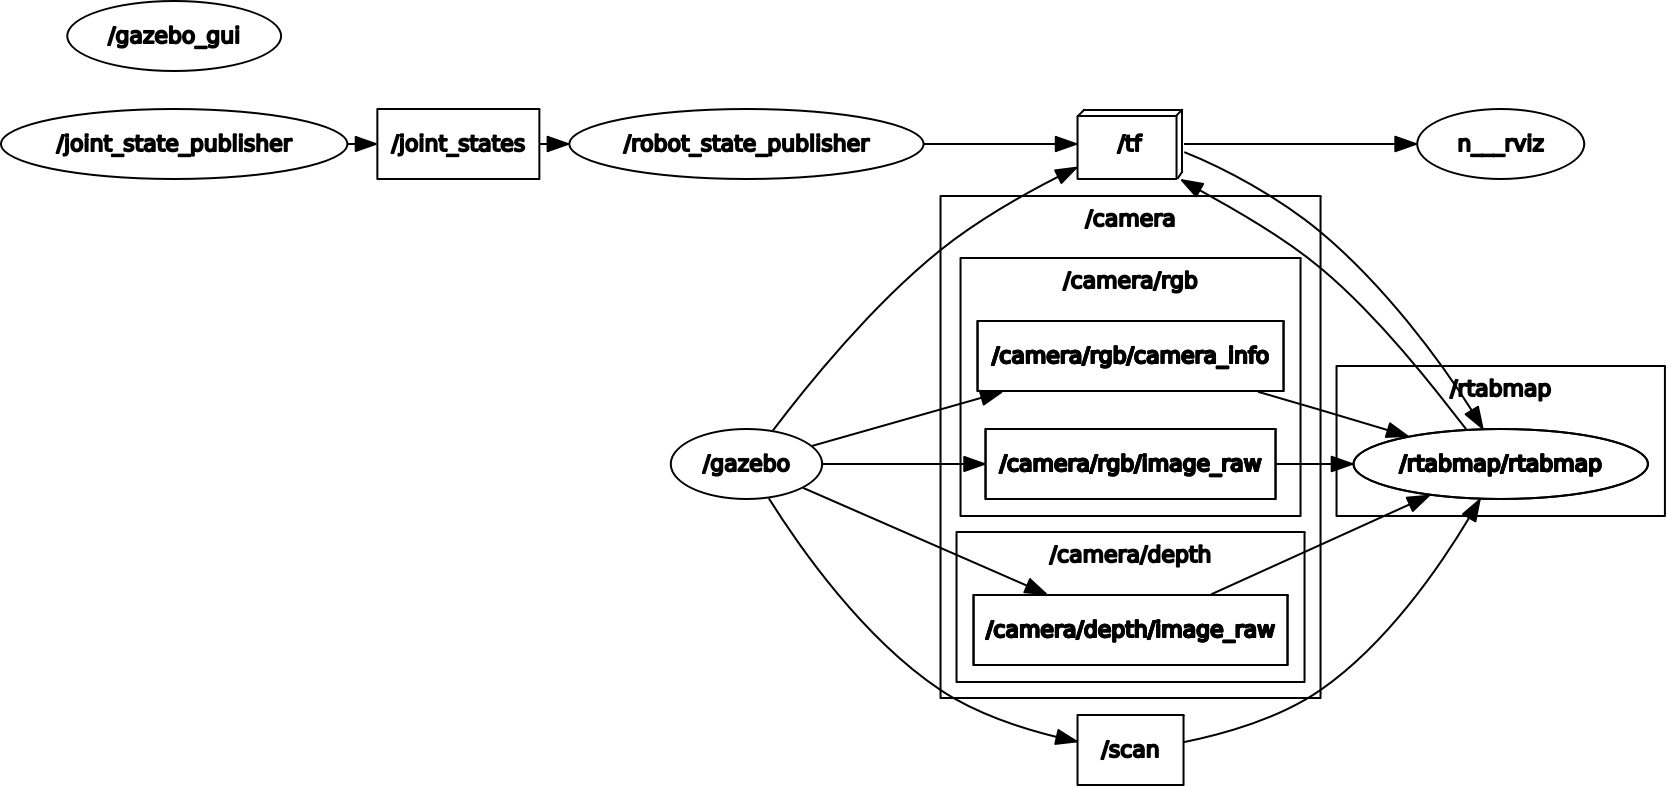 /gazebo_gui
/joint_state_publisher
/joint_states
/robot_state_publisher
/tf
n___rviz
/camera
/camera/rgb
/camera/rgb/camera_info
/rtabmap
/gazebo
/camera/rgb/image_raw
/rtabmap/rtabmap
/camera/depth
/camera/depth/image_raw
/scan